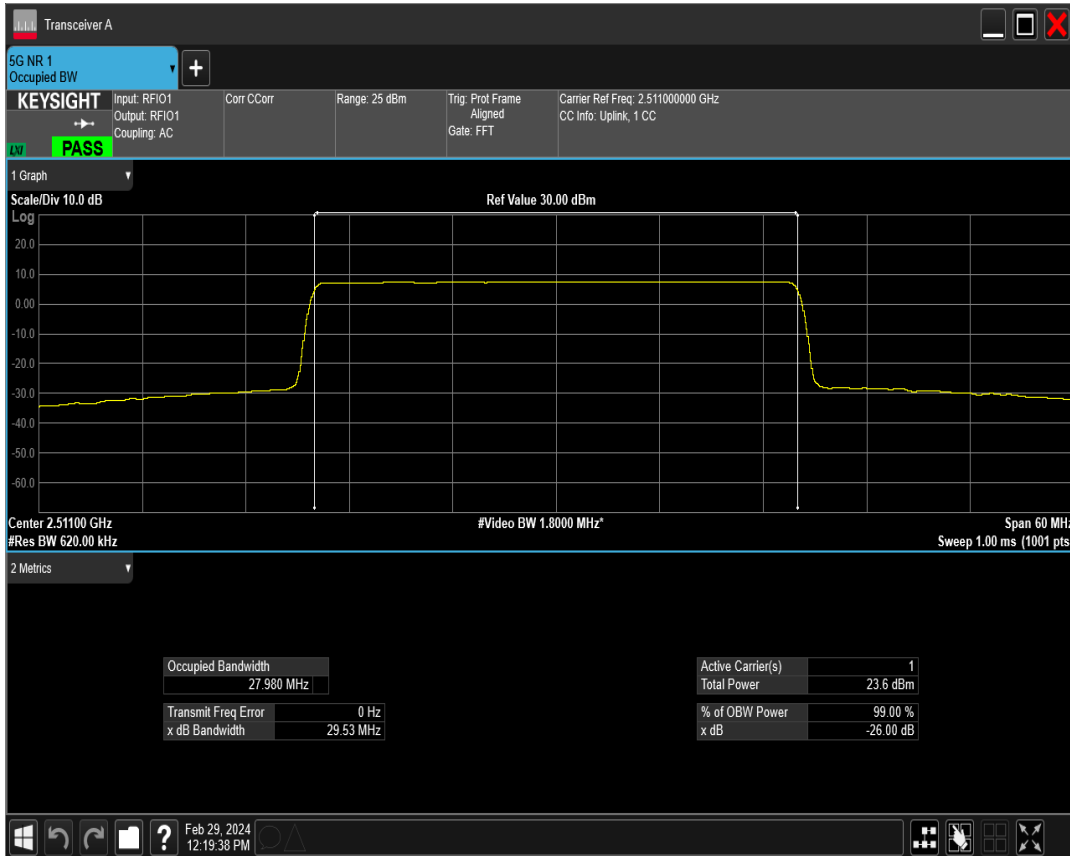 Transceiver A
5G NR 1
Occupied BW
KEYSIGHT
LXI
PASS
Input: RFIO1
Output: RFIO1
Coupling: AC
Corr CCorr
Range: 25 dBm
Trig: Prot Frame
Aligned
Gate: FFT
Carrier Ref Freq: 2.511000000 GHz
CC Info: Uplink, 1 CC
1 Graph
Scale/Div 10.0 dB
Ref Value 30.00 dBm
Log
20.0
10.0
0.00
-10.0
-20.0
-30.0
-40.0
-50.0
-60.0
Center 2.51100 GHz
#Video BW 1.8000 MHz*
Span 60 MHz
#Res BW 620.00 kHz
Sweep 1.00 ms (1001 pts
2 Metrics
Occupied Bandwidth
27.980 MHz
Transmit Freq Error 0 Hz
x dB Bandwidth 29.53 MHz
Active Carrier(s) 1
Total Power 23.6 dBm
% of OBW Power 99.00 %
x dB -26.00 dB
?
Feb 29, 2024
12:19:38 PM